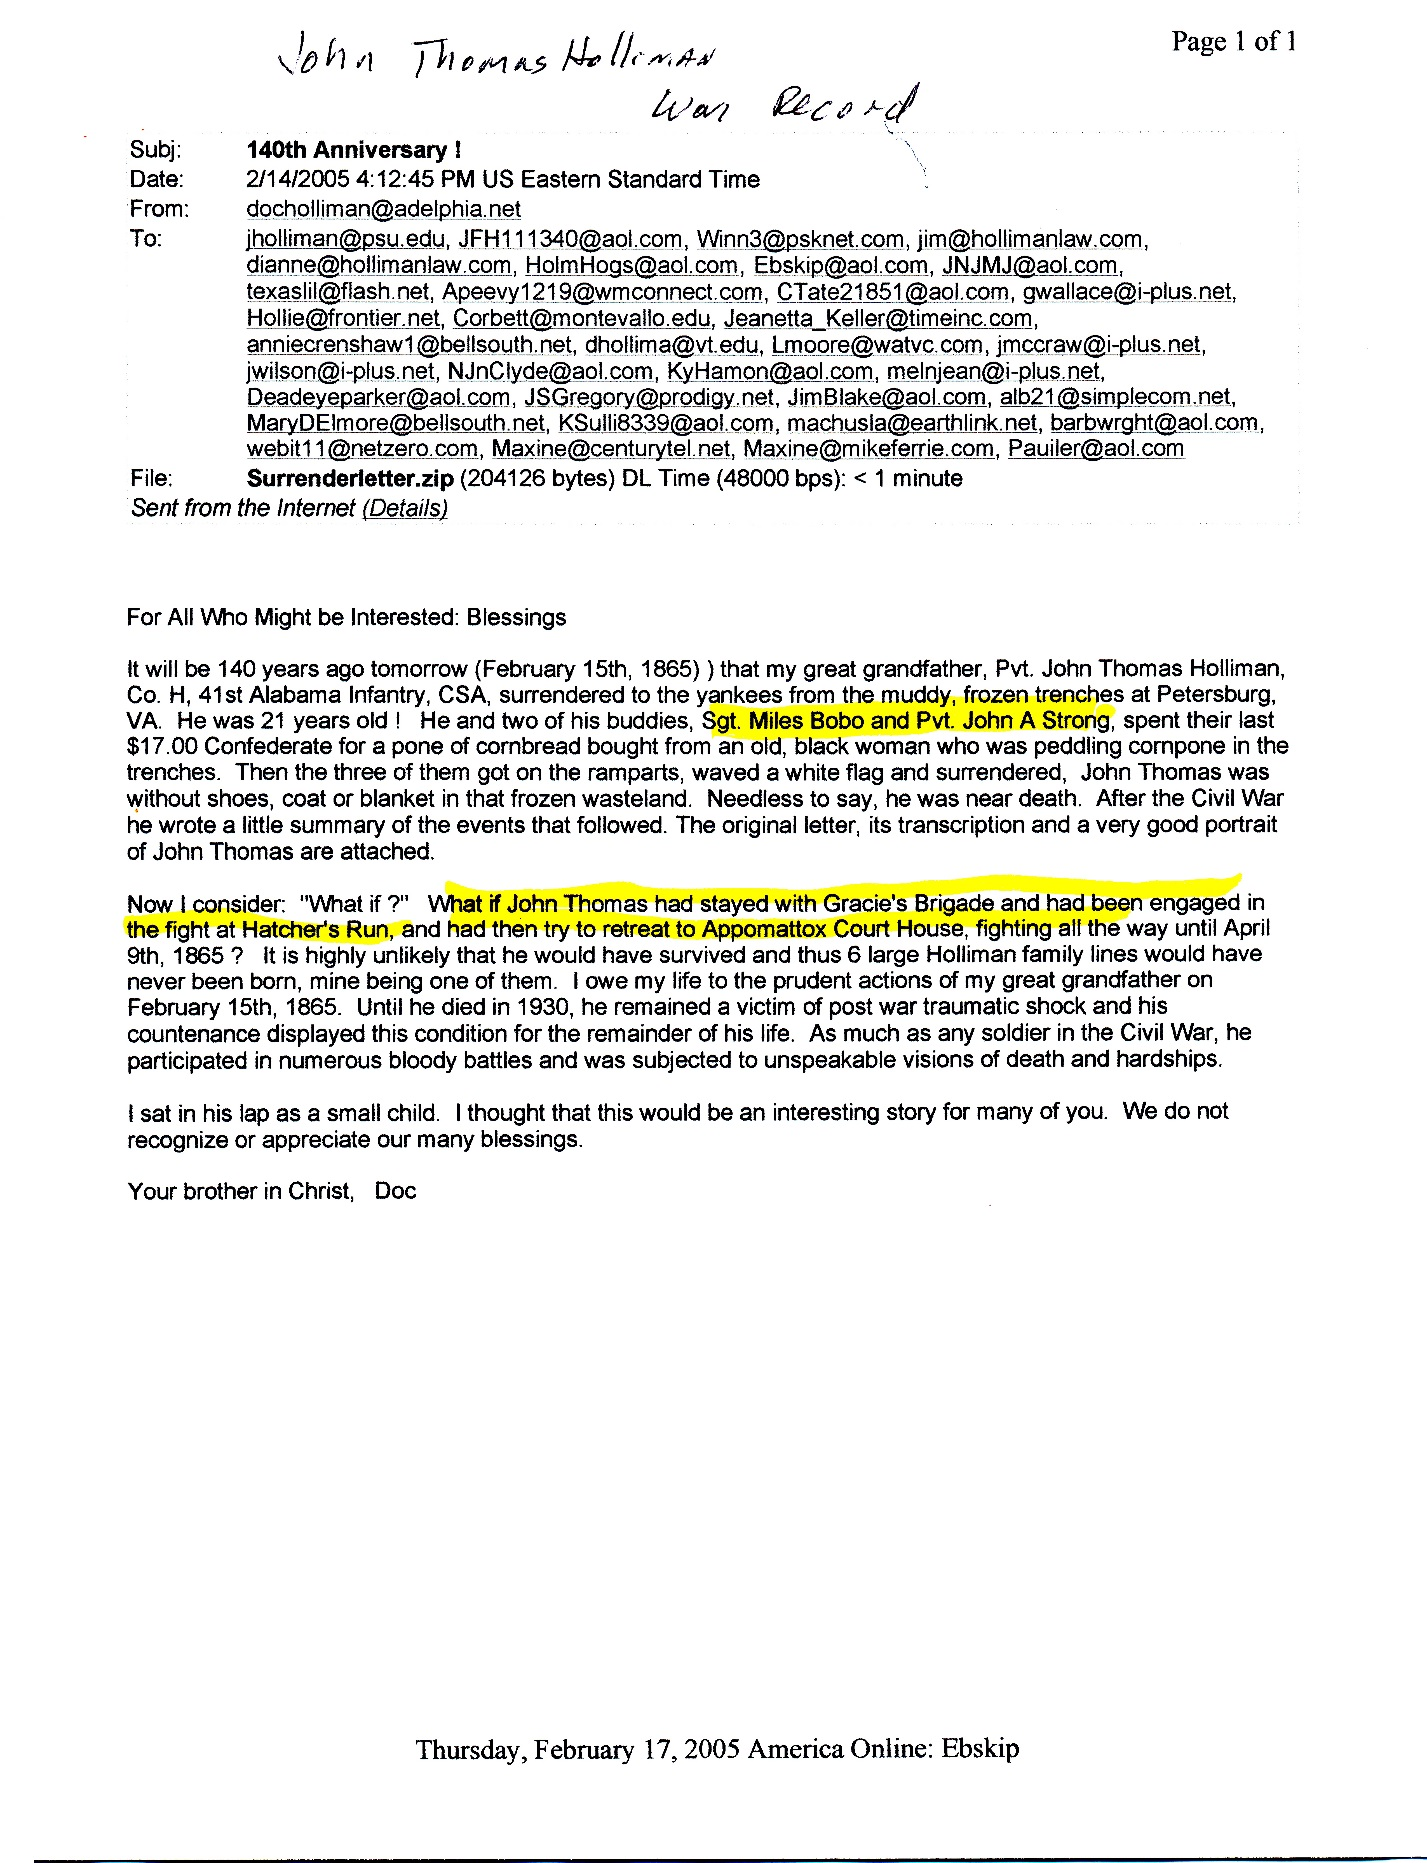 Page 1 of 1
John Thomas Holliman
War Record
Subj: 140th Anniversary !
Date: 2/14/2005 4:12:45 PM US Eastern Standard Time
From: docholliman@adelphia.net
To: jholliman@psu.edu, JFH111340@aol.com, Winn3@psknet.com, jim@hollimanlaw.com,
dianne@hollimanlaw.com, HolmHogs@aol.com, Ebskip@aol.com, JNJMJ@aol.com,
texaslil@flash.net, Apeevy1219@wmconnect.com, CTate21851@aol.com, gwallace@i-plus.net,
Hollie@frontier.net, Corbett@montevallo.edu, Jeanetta_Keller@timeinc.com,
anniecrenshaw1@bellsouth.net, dhollima@vt.edu, Lmoore@watvc.com, jmccraw@i-plus.net,
jwilson@i-plus.net, NJnClyde@aol.com, KyHamon@aol.com, melnjean@i-plus.net,
Deadeyeparker@aol.com, JSGregory@prodigy.net, JimBlake@aol.com, alb21@simplecom.net,
MaryDElmore@bellsouth.net, KSulli8339@aol.com, machusla@earthlink.net, barbwrght@aol.com,
webit11@netzero.com, Maxine@centurytel.net, Maxine@mikeferrie.com, Pauiler@aol.com
File: Surrenderletter.zip (204126 bytes) DL Time (48000 bps): < 1 minute
Sent from the Internet (Details)
For All Who Might be Interested: Blessings
It will be 140 years ago tomorrow (February 15th, 1865) ) that my great grandfather, Pvt. John Thomas Holliman,
Co. H, 41st Alabama Infantry, CSA, surrendered to the yankees from the muddy, frozen trenches at Petersburg,
VA. He was 21 years old ! He and two of his buddies, Sgt. Miles Bobo and Pvt. John A Strong, spent their last
$17.00 Confederate for a pone of cornbread bought from an old, black woman who was peddling cornpone in the
trenches. Then the three of them got on the ramparts, waved a white flag and surrendered, John Thomas was
without shoes, coat or blanket in that frozen wasteland. Needless to say, he was near death. After the Civil War
he wrote a little summary of the events that followed. The original letter, its transcription and a very good portrait
of John Thomas are attached.
Now I consider: "What if ?" What if John Thomas had stayed with Gracie's Brigade and had been engaged in
the fight at Hatcher's Run, and had then try to retreat to Appomattox Court House, fighting all the way until April
9th, 1865 ? It is highly unlikely that he would have survived and thus 6 large Holliman family lines would have
never been born, mine being one of them. I owe my life to the prudent actions of my great grandfather on
February 15th, 1865. Until he died in 1930, he remained a victim of post war traumatic shock and his
countenance displayed this condition for the remainder of his life. As much as any soldier in the Civil War, he
participated in numerous bloody battles and was subjected to unspeakable visions of death and hardships.
I sat in his lap as a small child. I thought that this would be an interesting story for many of you. We do not
recognize or appreciate our many blessings.
Your brother in Christ, Doc
Thursday, February 17, 2005 America Online: Ebskip